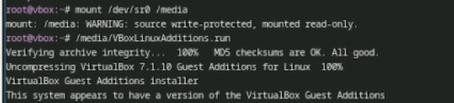 root@vbox:~# mount /dev/sr0 /media
mount: /media: WARNING: source write-protected, mounted read-only.
root@vbox:~# /media/VBoxLinuxAdditions.run
Verifying archive integrity...  100%   MD5 checksums are OK. All good.
Uncompressing VirtualBox 7.1.10 Guest Additions for Linux  100%
VirtualBox Guest Additions installer
This system appears to have a version of the VirtualBox Guest Additions